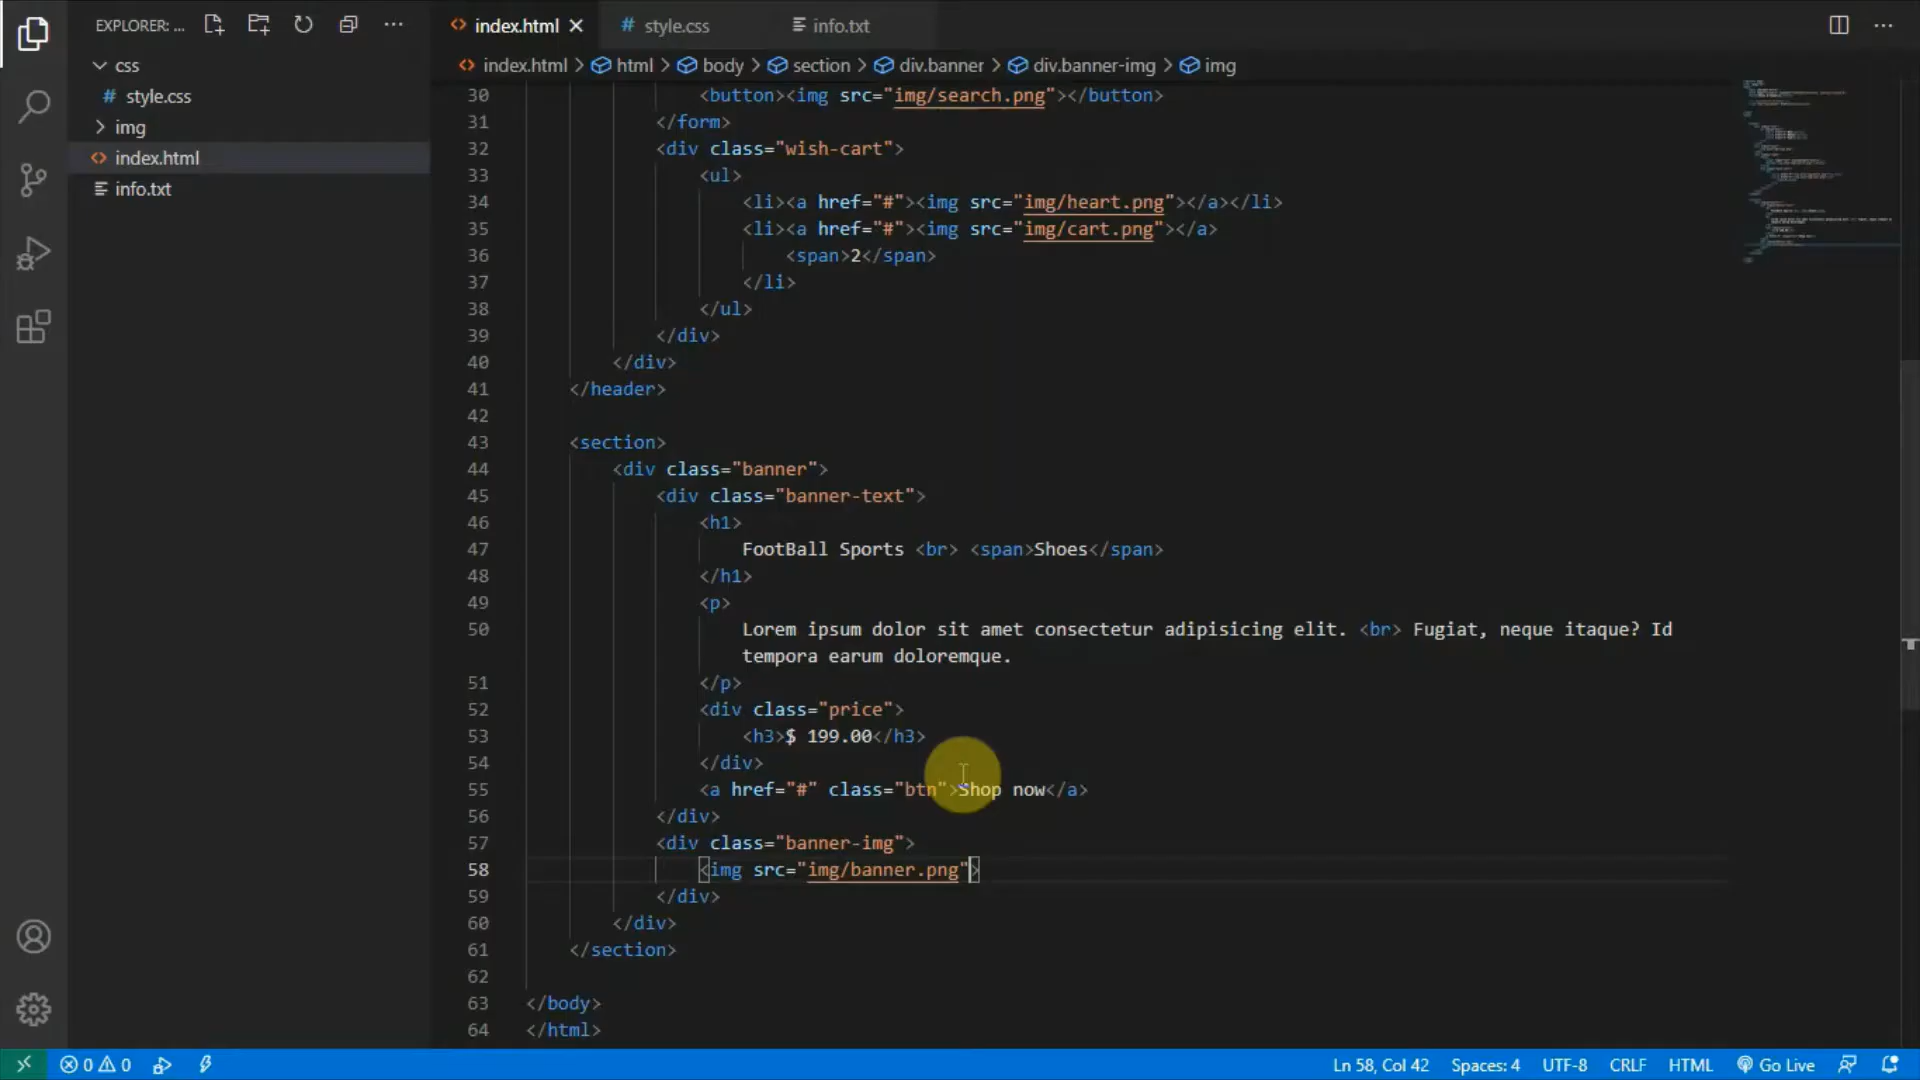 EXPLORER: ...
css
# style.css
img
index.html
info.txt
index.html
# style.css
info.txt
index.html > html > body > section > div.banner > div.banner-img > img
30 <button><img src="img/search.png"></button>
31 </form>
32 <div class="wish-cart">
33 <ul>
34 <li><a href="#"><img src="img/heart.png"></a></li>
35 <li><a href="#"><img src="img/cart.png"></a>
36 <span>2</span>
37 </li>
38 </ul>
39 </div>
40 </div>
41 </header>
42
43 <section>
44 <div class="banner">
45 <div class="banner-text">
46 <h1>
47 FootBall Sports <br> <span>Shoes</span>
48 </h1>
49 <p>
50 Lorem ipsum dolor sit amet consectetur adipisicing elit. <br> Fugiat, neque itaque? Id
tempora earum doloremque.
51 </p>
52 <div class="price">
53 <h3>$ 199.00</h3>
54 </div>
55 <a href="#" class="btn">Shop now</a>
56 </div>
57 <div class="banner-img">
58 <img src="img/banner.png">
59 </div>
60 </div>
61 </section>
62
63 </body>
64 </html>
0 0
Ln 58, Col 42
Spaces: 4
UTF-8
CRLF
HTML
Go Live